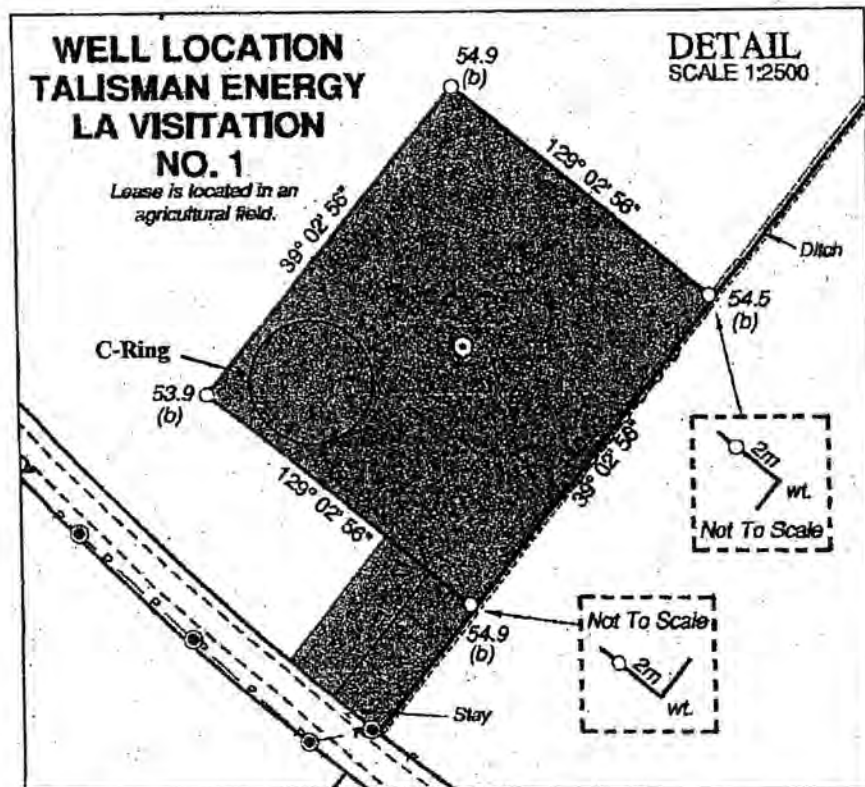 WELL LOCATION
TALISMAN ENERGY
LA VISITATION
NO. 1
Lease is located in an
agricultural field.
DETAIL
SCALE 1:2500
54.9
(b)
129° 02' 56"
39° 02' 56"
Ditch
54.5
(b)
C-Ring
53.9
(b)
39° 02' 56"
129° 02' 56"
2m
wt.
Not To Scale
54.9
(b)
Not To Scale
2m
wt.
Stay